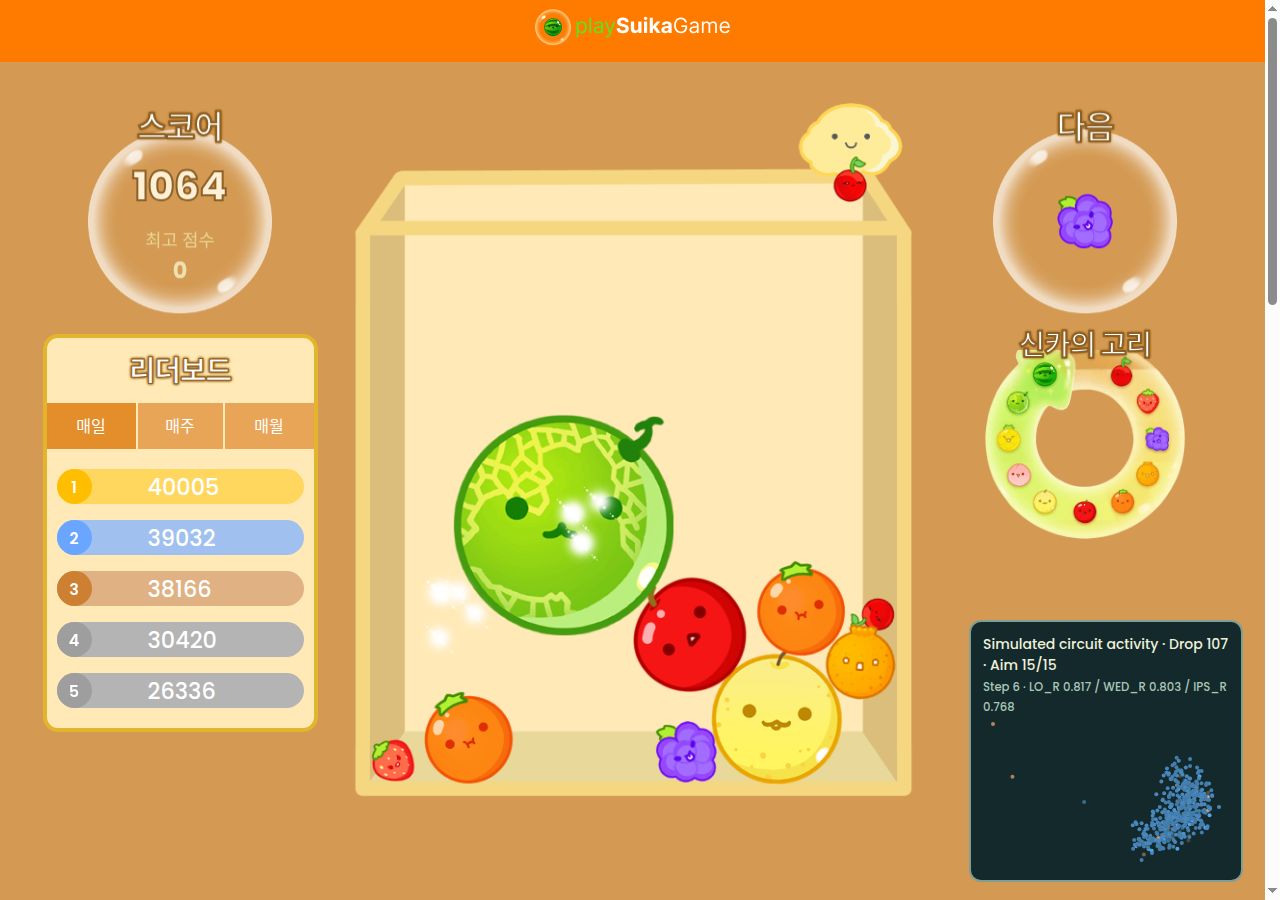 playSuikaGame
스코어
1064
최고 점수
0
리더보드
매일 매주 매월
1 40005
2 39032
3 38166
4 30420
5 26336
다음
신카의 고리
Simulated circuit activity · Drop 107
· Aim 15/15
Step 6 · LO_R 0.817 / WED_R 0.803 / IPS_R
0.768